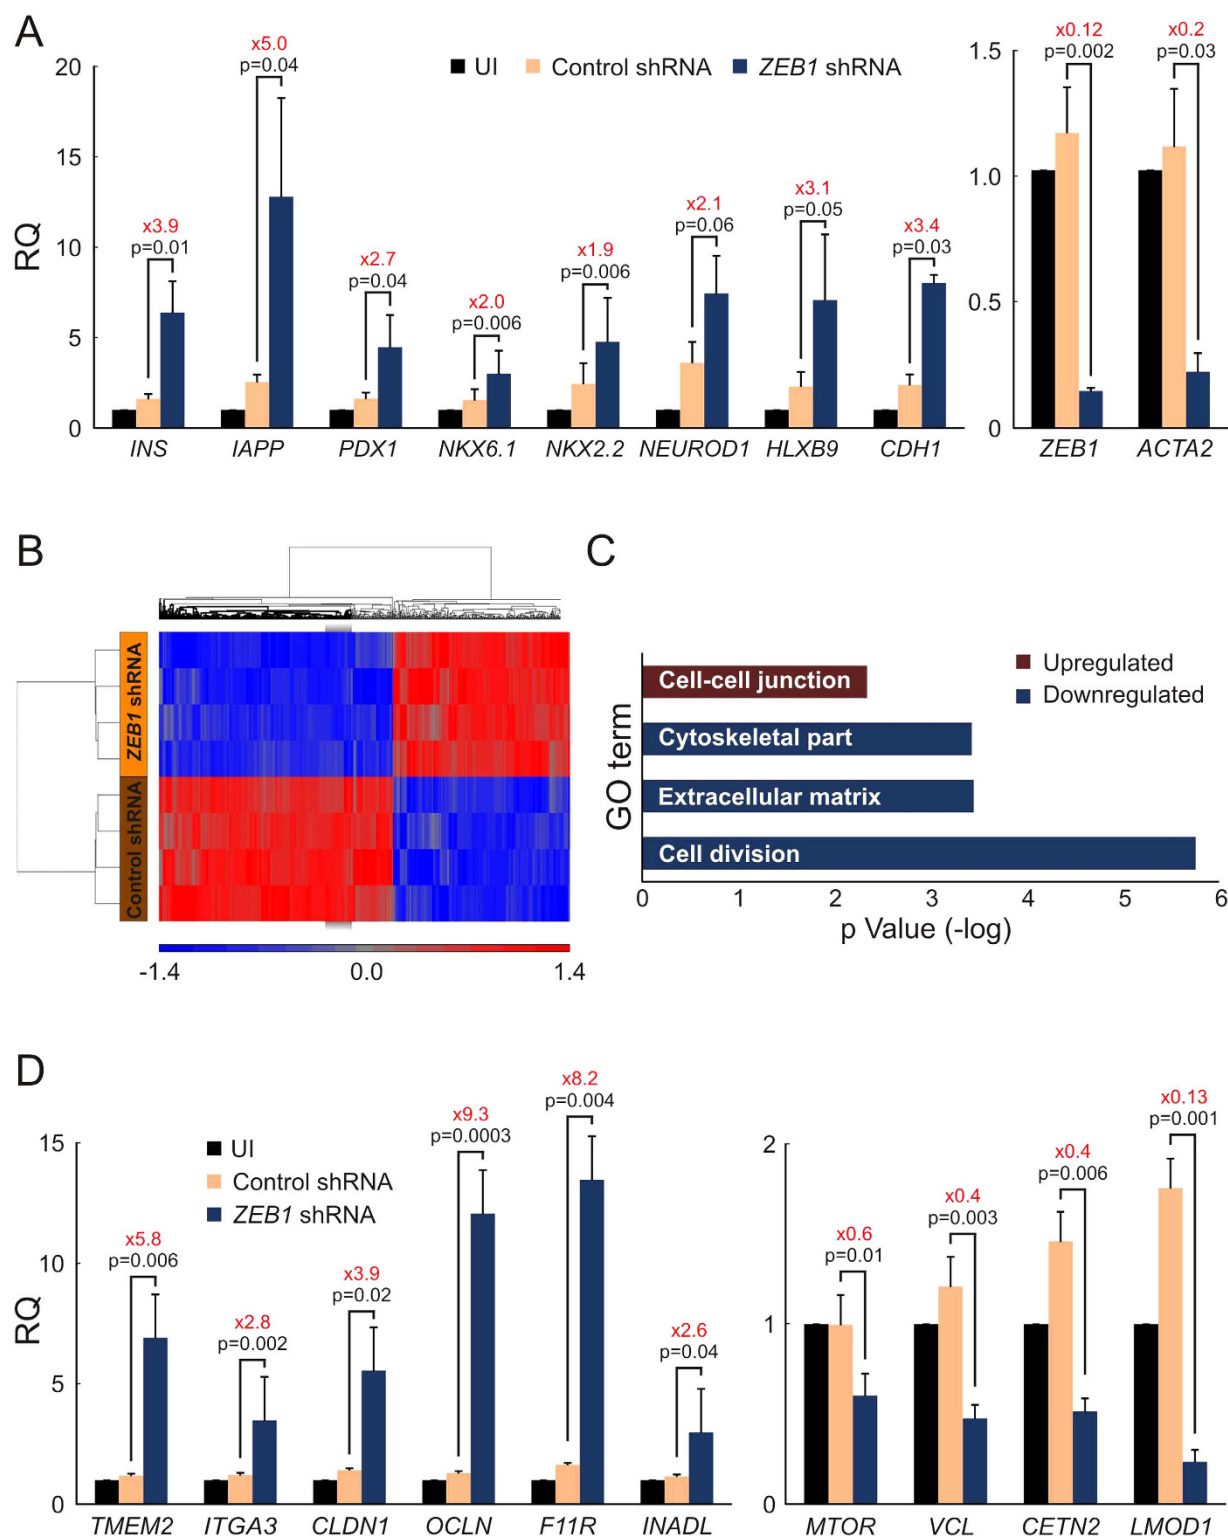 A
UI Control shRNA ZEB1 shRNA
RQ
20
15
10
5
0
x3.9
p=0.01
x5.0
p=0.04
x2.7
p=0.04
x2.0
p=0.006
x1.9
p=0.006
x2.1
p=0.06
x3.1
p=0.05
x3.4
p=0.03
INS IAPP PDX1 NKX6.1 NKX2.2 NEUROD1 HLXB9 CDH1
1.5
1.0
0.5
0
x0.12
p=0.002
x0.2
p=0.03
ZEB1 ACTA2
B
ZEB1 shRNA
Control shRNA
-1.4 0.0 1.4
C
Upregulated
Downregulated
GO term
Cell-cell junction
Cytoskeletal part
Extracellular matrix
Cell division
0 1 2 3 4 5 6
p Value (-log)
D
UI
Control shRNA
ZEB1 shRNA
RQ
15
10
5
0
x5.8
p=0.006
x2.8
p=0.002
x3.9
p=0.02
x9.3
p=0.0003
x8.2
p=0.004
x2.6
p=0.04
TMEM2 ITGA3 CLDN1 OCLN F11R INADL
2
1
0
x0.6
p=0.01
x0.4
p=0.003
x0.4
p=0.006
x0.13
p=0.001
MTOR VCL CETN2 LMOD1